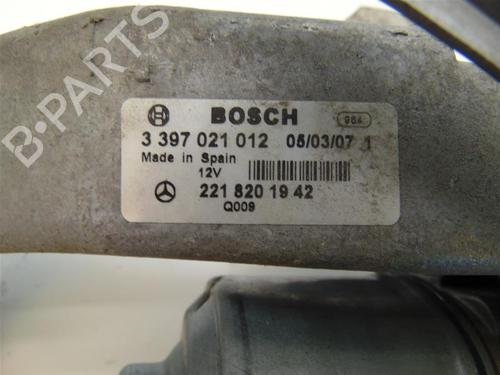 B-PARTS
BOSCH 984
3 397 021 012 05/03/07 1
Made in Spain
12V
221 820 19 42
Q009